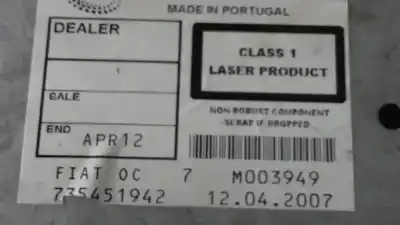 MADE IN PORTUGAL
DEALER
CLASS 1
LASER PRODUCT
SALE
NON ROBUST COMPONENT
-SCRAP IF DROPPED-
END
APR12
FIAT OC 7 M003949
735451942 12.04.2007